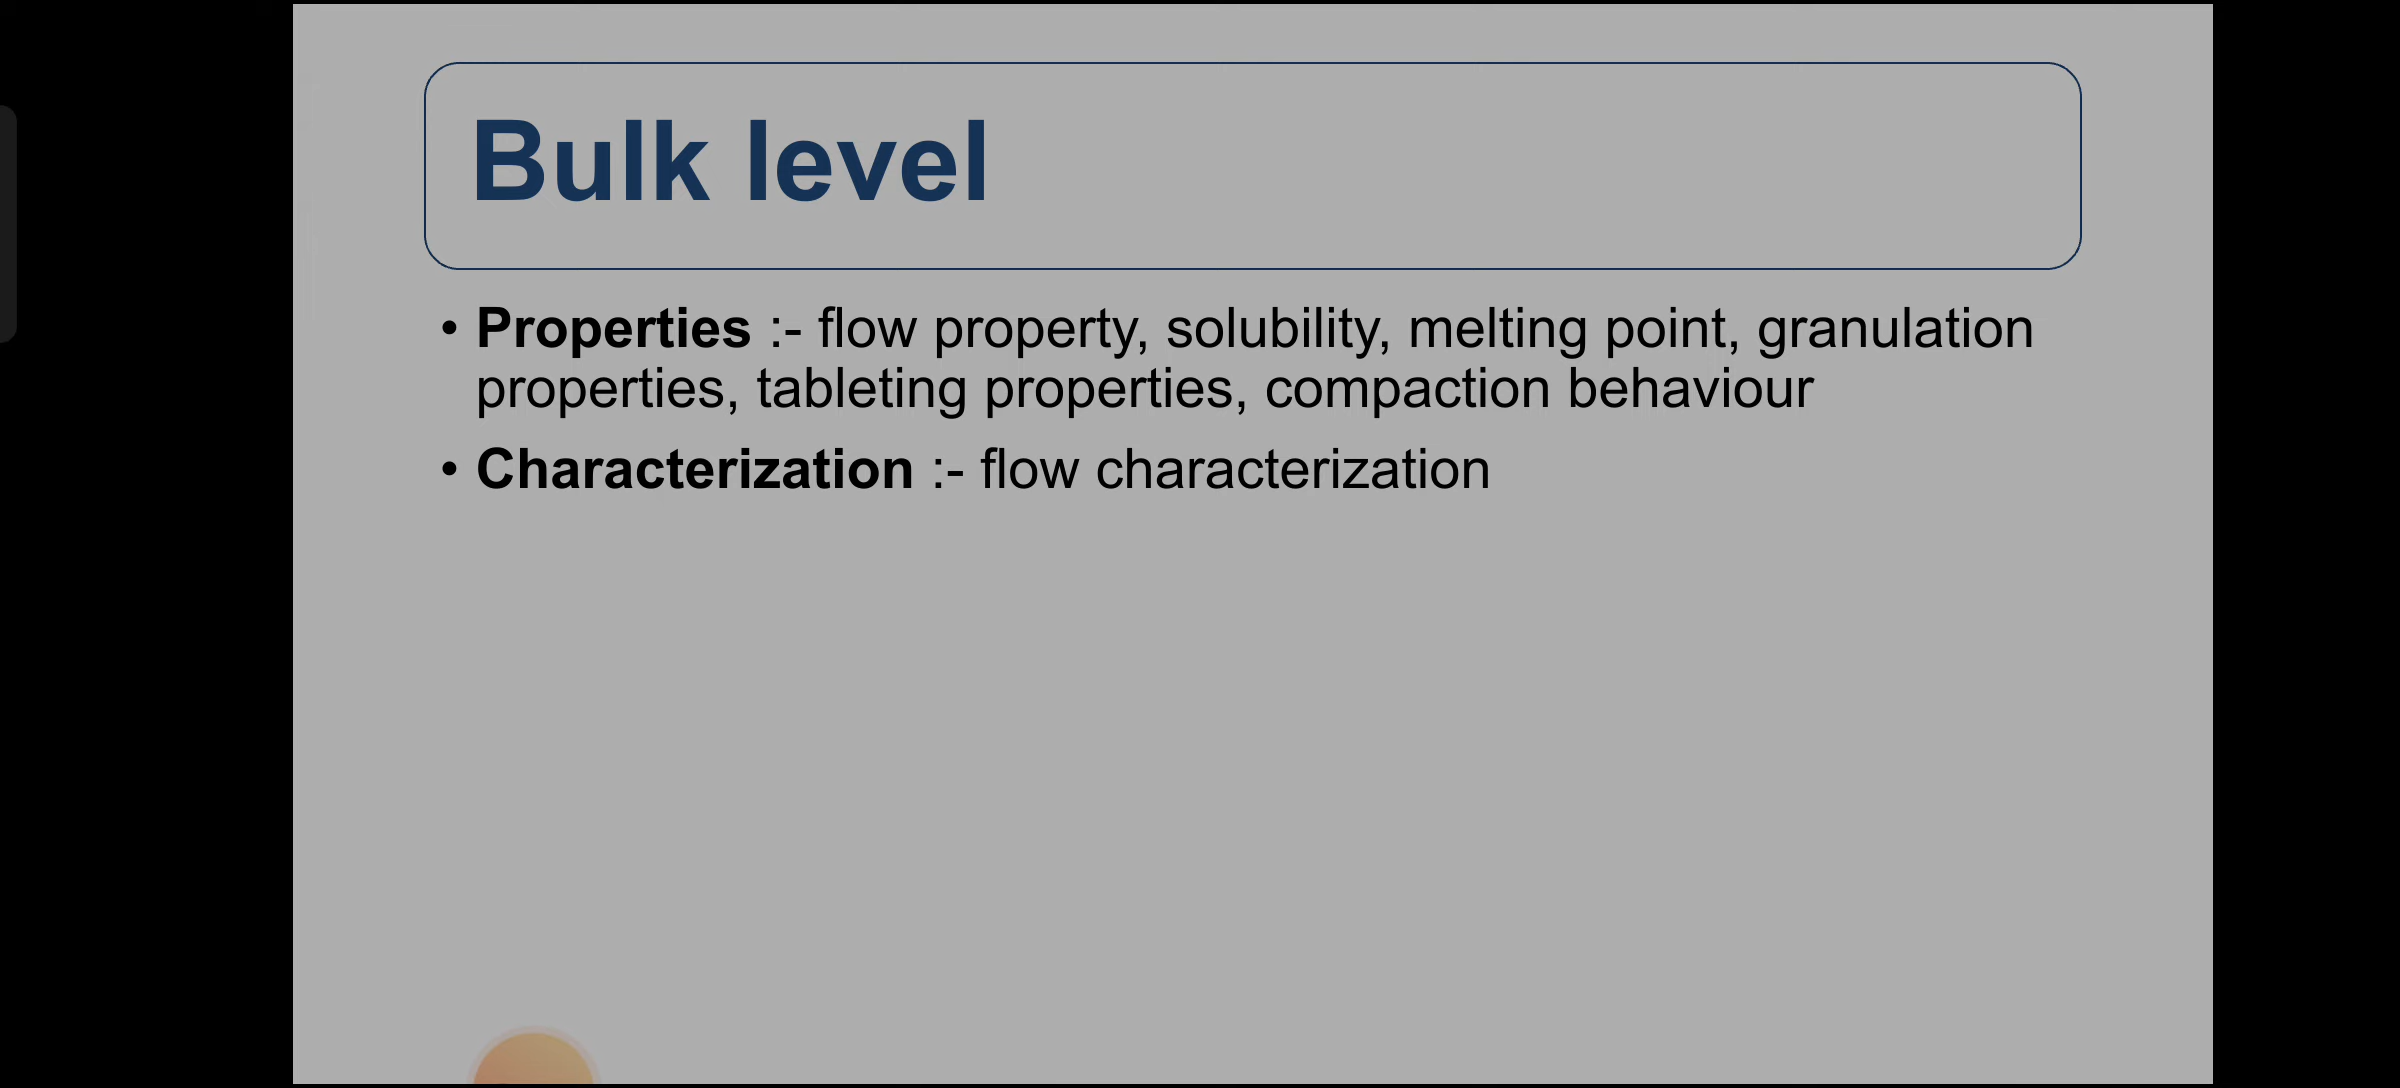 Bulk level
• Properties :- flow property, solubility, melting point, granulation
properties, tableting properties, compaction behaviour
• Characterization :- flow characterization